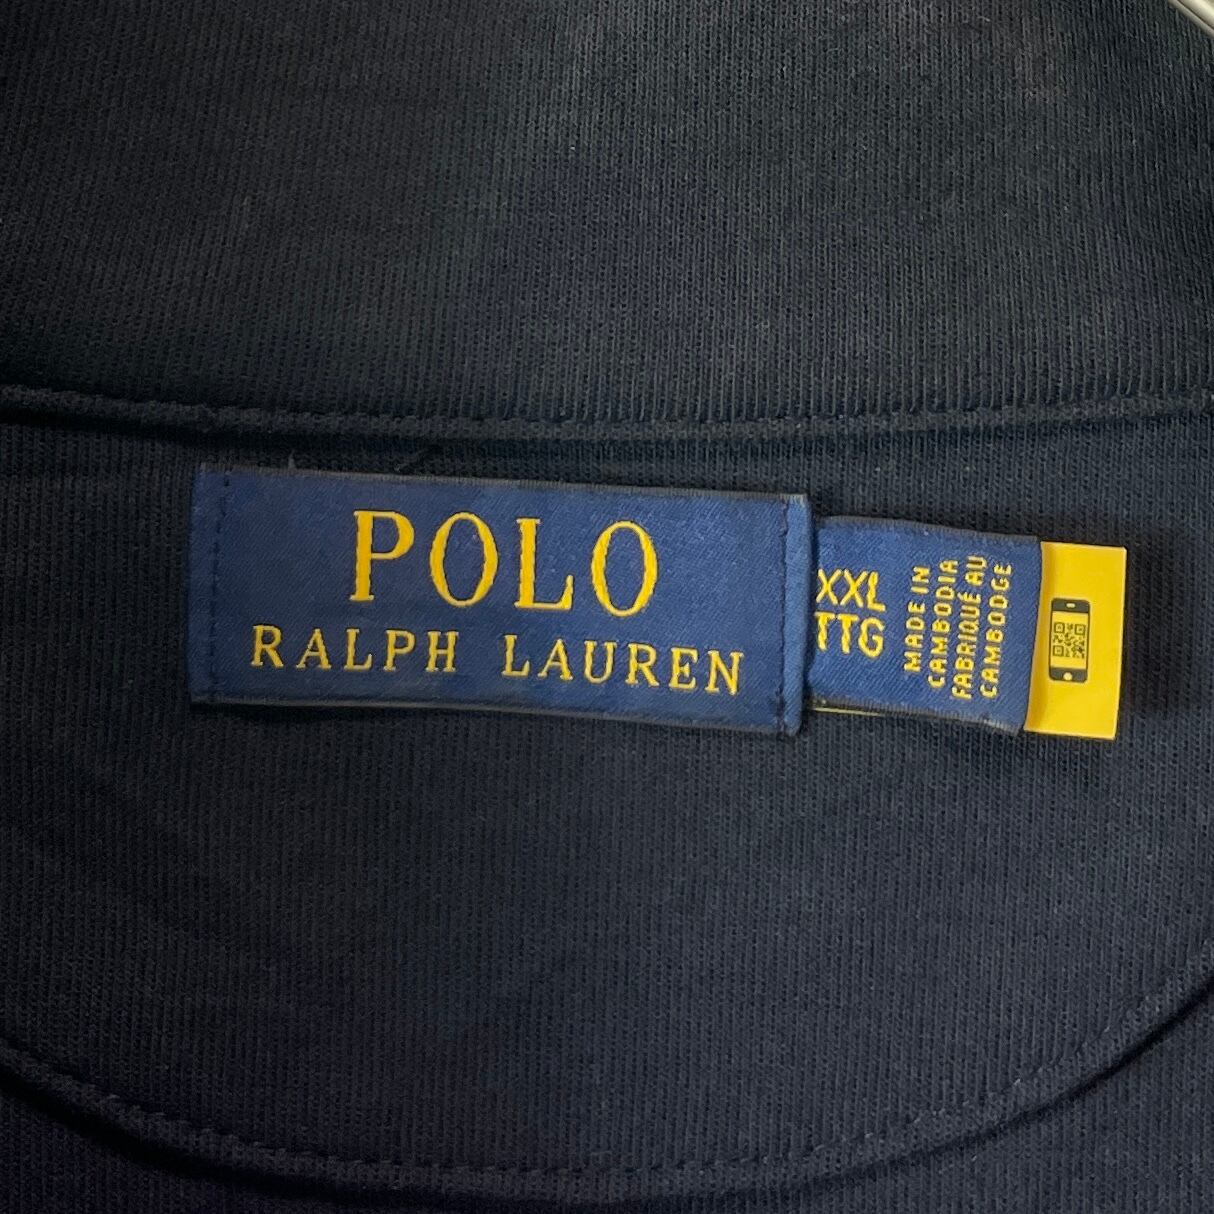 POLO
RALPH LAUREN
XXL
TTG
MADE IN
CAMBODIA
FABRIQUÉ AU
CAMBODGE